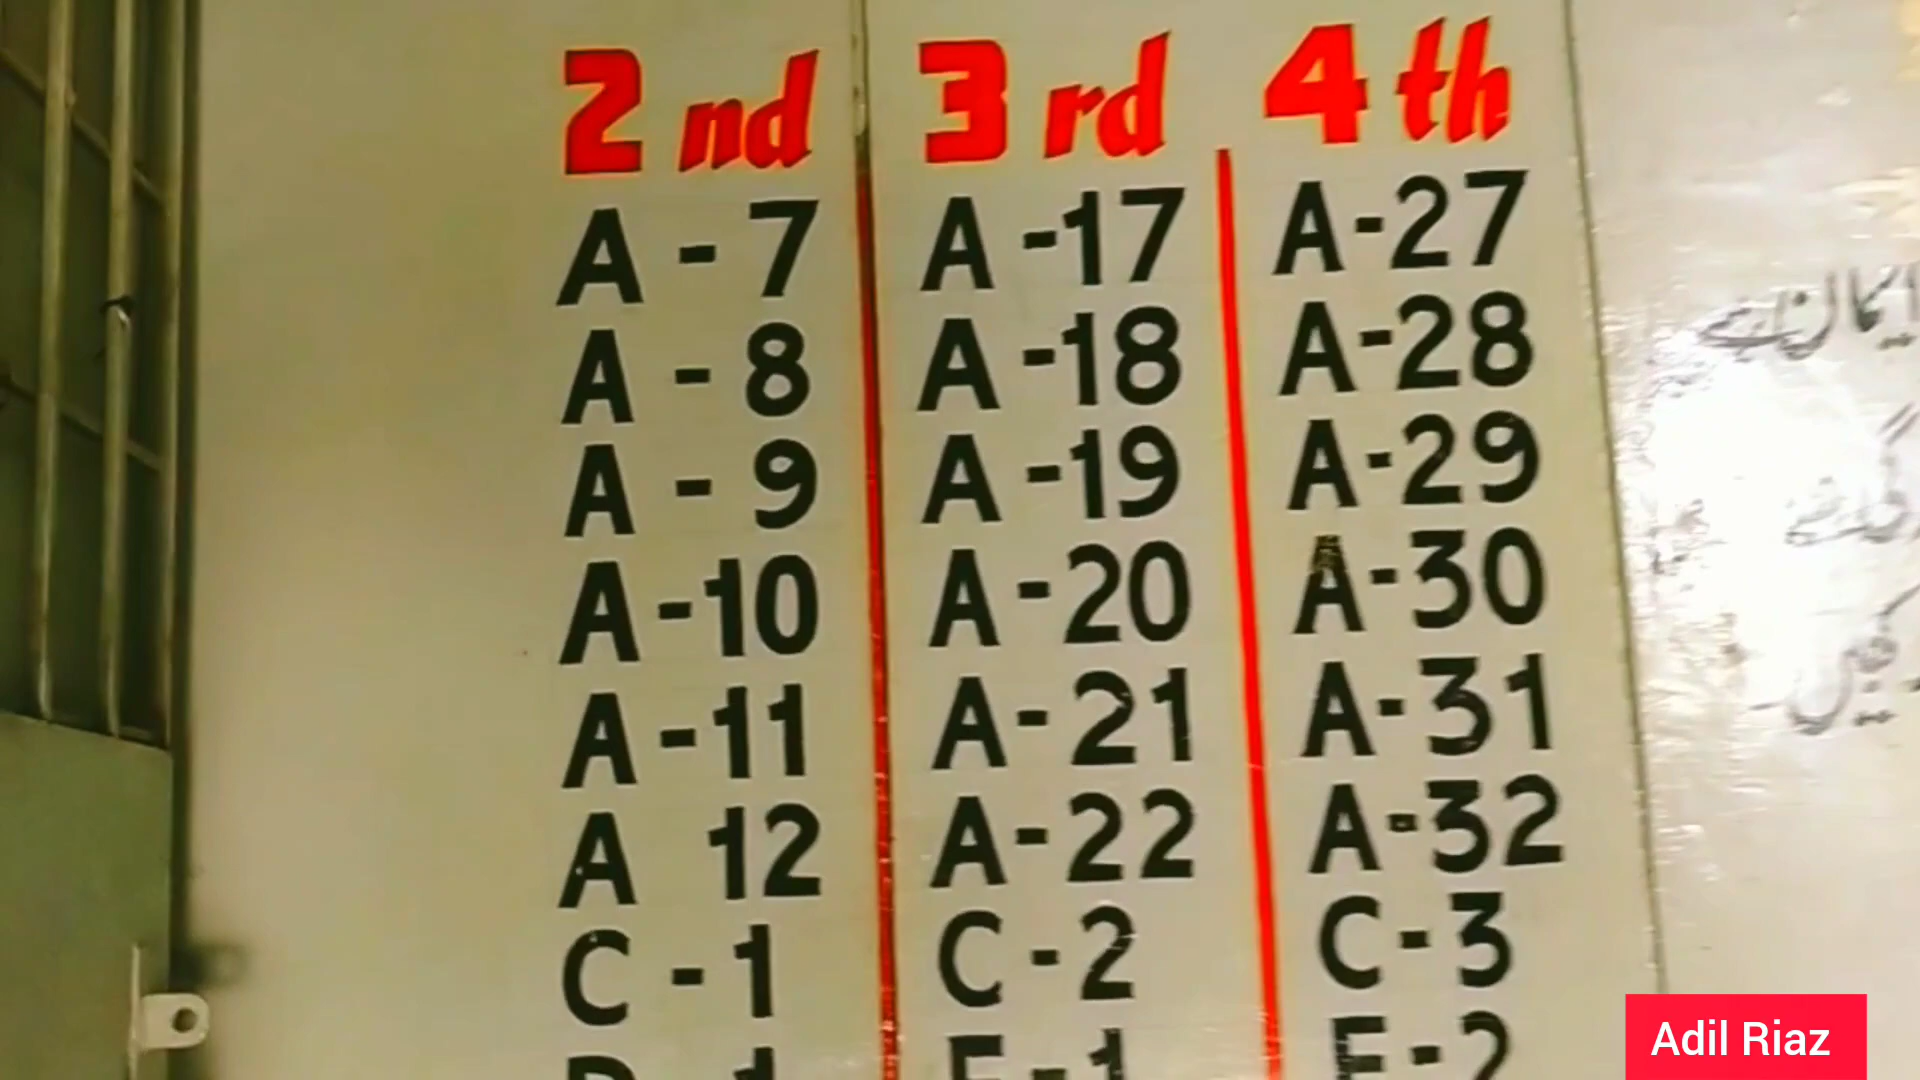 2nd 3rd 4th
A - 7 A - 17 A - 27
A - 8 A - 18 A - 28
A - 9 A - 19 A - 29
A - 10 A - 20 A - 30
A - 11 A - 21 A - 31
A 12 A - 22 A - 32
C - 1 C - 2 C - 3
Adil Riaz